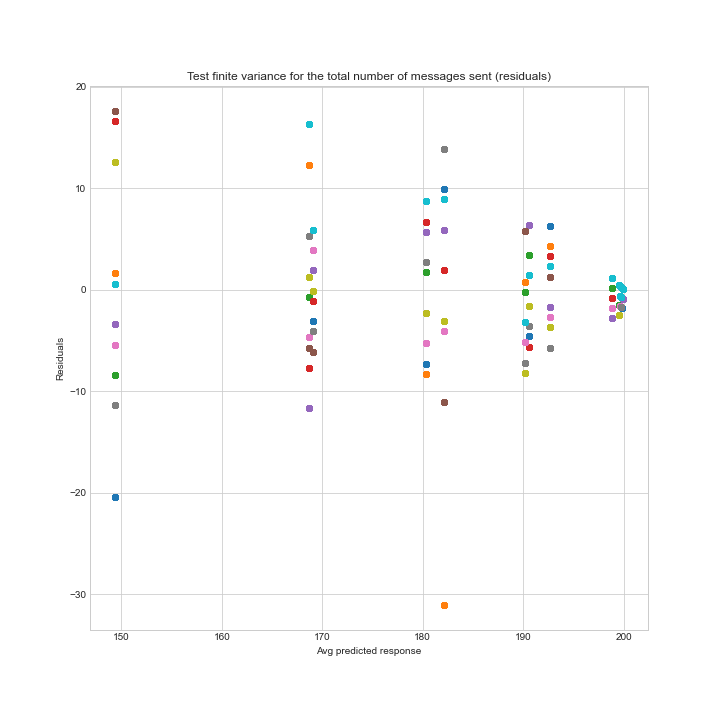 Test finite variance for the total number of messages sent (residuals)
20
10
0
−10
−20
−30
Residuals
150 160 170 180 190 200
Avg predicted response